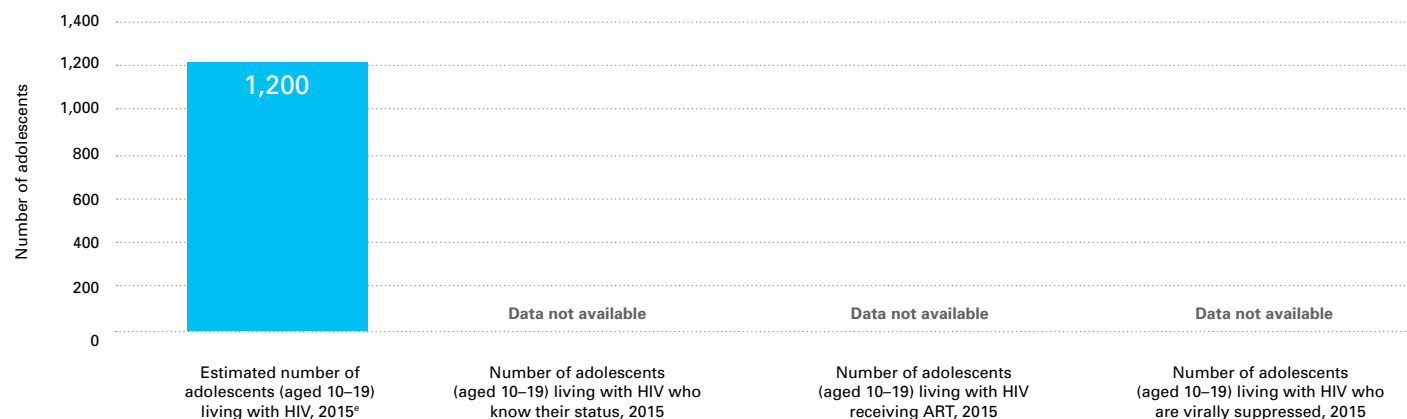 Number of adolescents
1,400
1,200
1,000
800
600
400
200
0
1,200
Data not available
Data not available
Data not available
Estimated number of
adolescents (aged 10–19)
living with HIV, 2015ᵉ
Number of adolescents
(aged 10–19) living with HIV who
know their status, 2015
Number of adolescents
(aged 10–19) living with HIV
receiving ART, 2015
Number of adolescents
(aged 10–19) living with HIV who
are virally suppressed, 2015